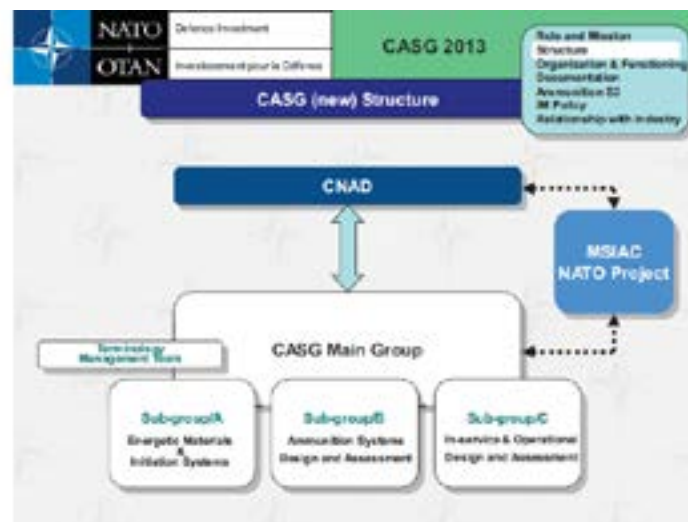 NATO
OTAN
Defence Investment
Investissement pour la Défense
CASG 2013
Role and Mission
Structure
Organization & Functioning
Documentation
Ammunition S3
IM Policy
Relationship with Industry
CASG (new) Structure
CNAD
MSIAC
NATO Project
CASG Main Group
Terminology
Management Team
Sub-group/A
Energetic Materials
&
Initiation Systems
Sub-group/B
Ammunition Systems
Design and Assessment
Sub-group/C
In-service & Operational
Design and Assessment